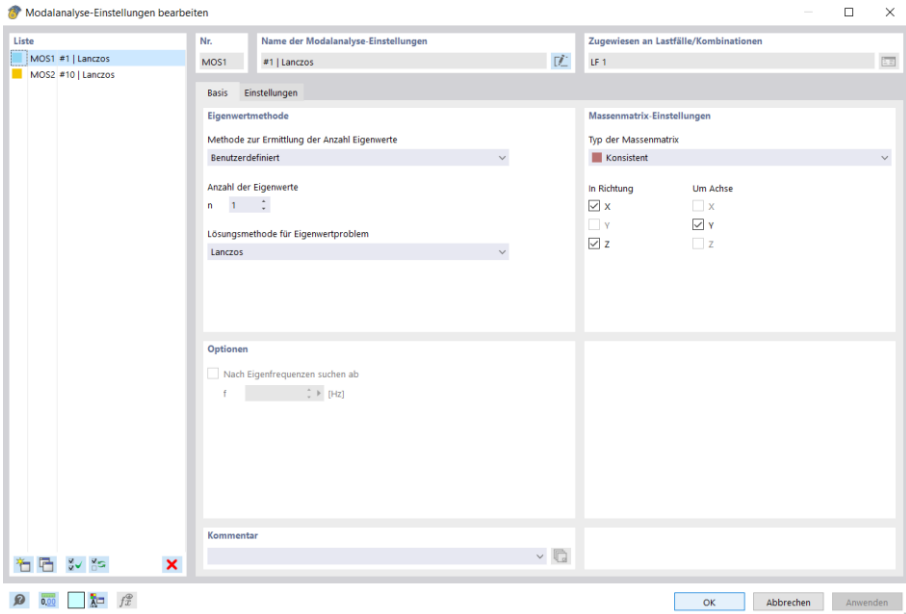 Modalanalyse-Einstellungen bearbeiten
Liste
MOS1 #1 | Lanczos
MOS2 #10 | Lanczos
Nr.
MOS1
Name der Modalanalyse-Einstellungen
#1 | Lanczos
Zugewiesen an Lastfälle/Kombinationen
LF 1
Basis Einstellungen
Eigenwertmethode
Methode zur Ermittlung der Anzahl Eigenwerte
Benutzerdefiniert
Anzahl der Eigenwerte
n 1
Lösungsmethode für Eigenwertproblem
Lanczos
Massenmatrix-Einstellungen
Typ der Massenmatrix
Konsistent
In Richtung Um Achse
X X
Y Y
Z Z
Optionen
Nach Eigenfrequenzen suchen ab
f [Hz]
Kommentar
0,00
OK Abbrechen Anwenden